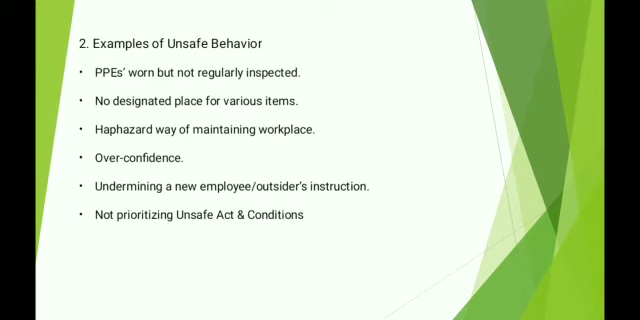 2. Examples of Unsafe Behavior
• PPEs’ worn but not regularly inspected.
• No designated place for various items.
• Haphazard way of maintaining workplace.
• Over-confidence.
• Undermining a new employee/outsider’s instruction.
• Not prioritizing Unsafe Act & Conditions